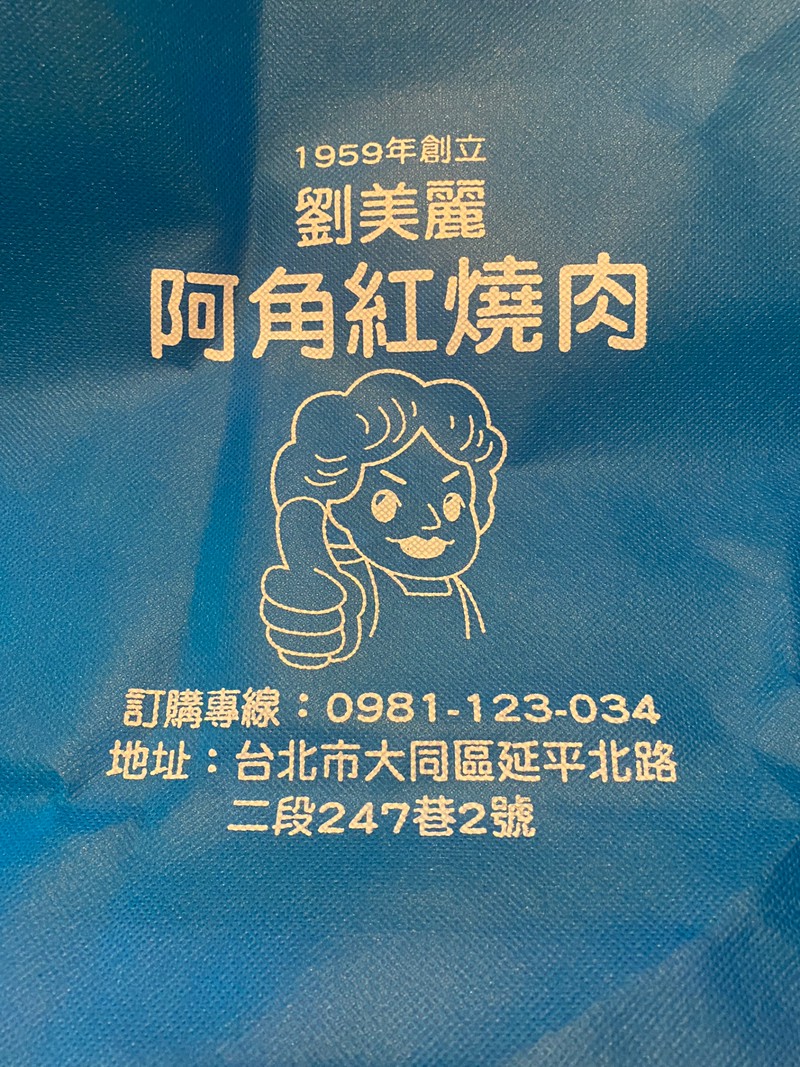 1959年創立
劉美麗
阿角紅燒肉
訂購專線：0981-123-034
地址：台北市大同區延平北路
二段247巷2號